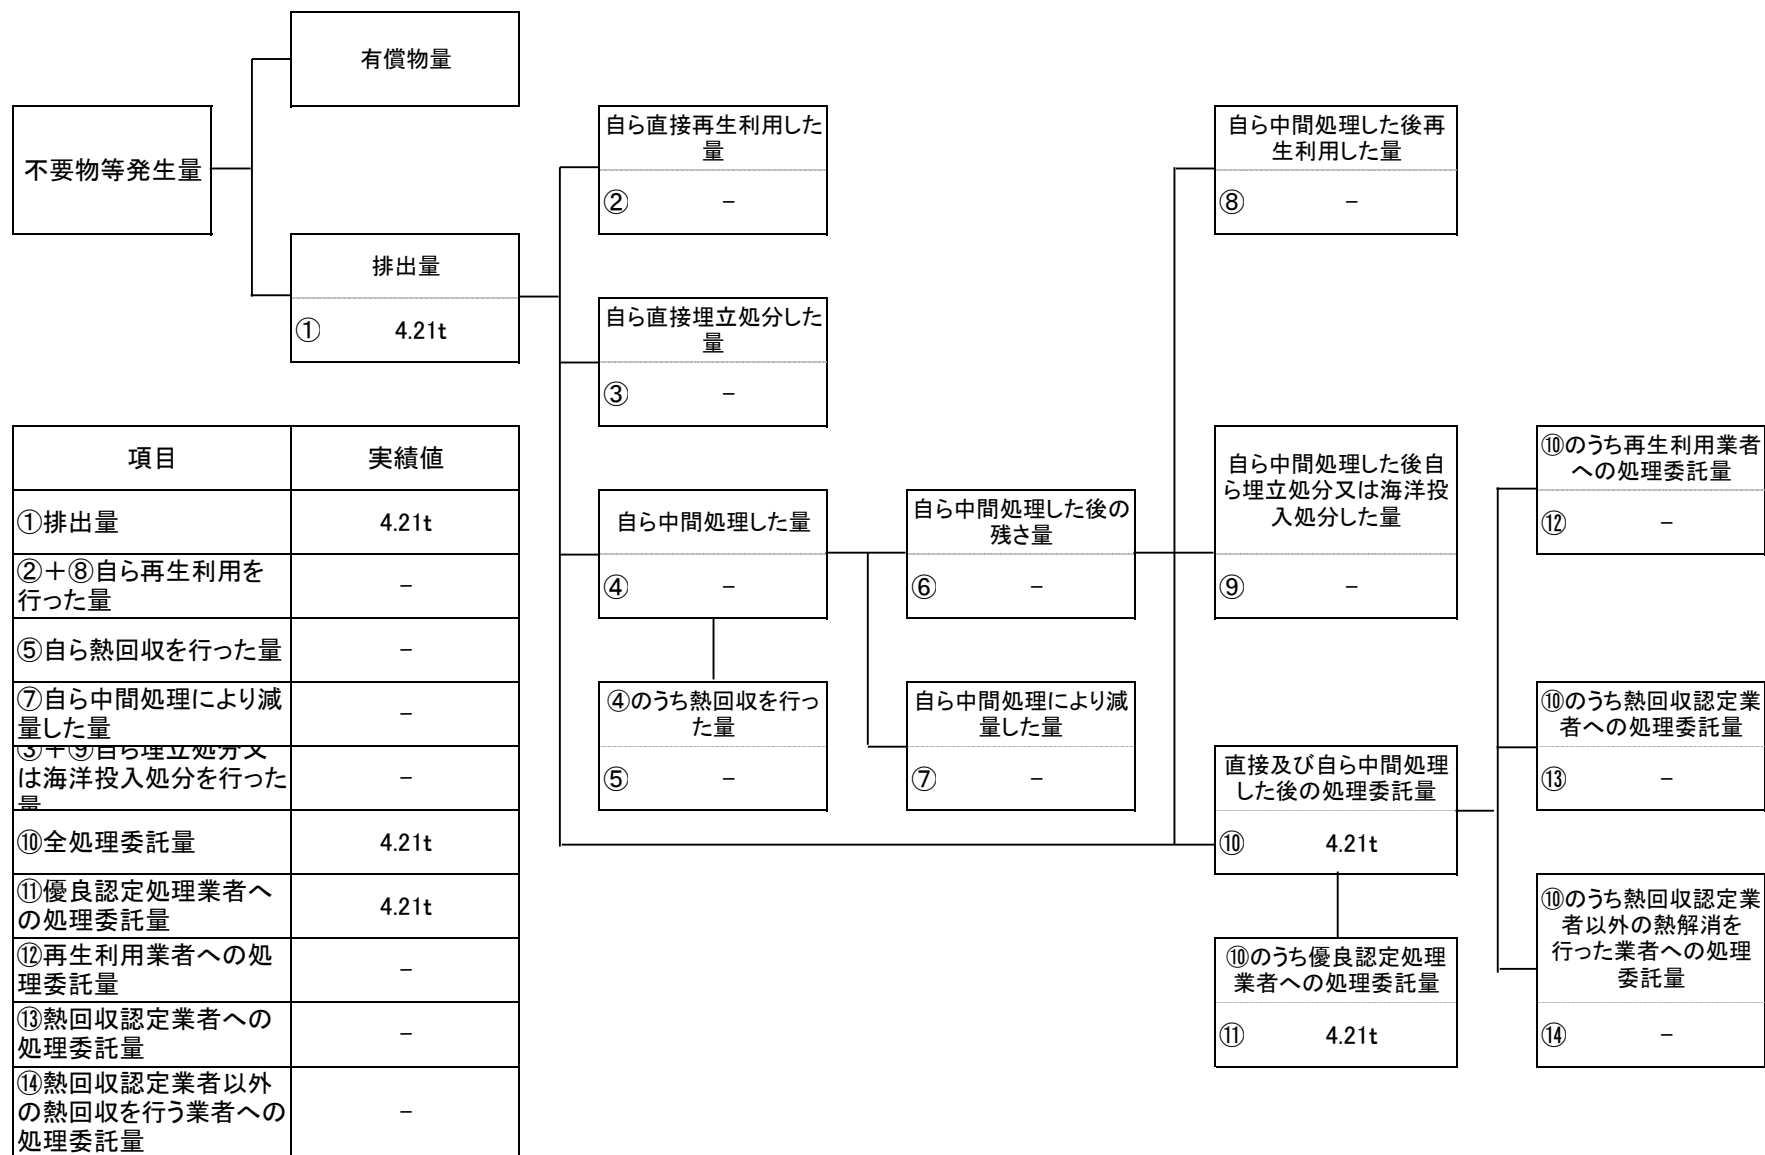 有償物量
不要物等発生量
排出量
① 4.21t
自ら直接再生利用した
量
② －
自ら直接埋立処分した
量
③ －
自ら中間処理した量
④ －
④のうち熱回収を行っ
た量
⑤ －
自ら中間処理した後の
残さ量
⑥ －
自ら中間処理により減
量した量
⑦ －
自ら中間処理した後再
生利用した量
⑧ －
自ら中間処理した後自
ら埋立処分又は海洋投
入処分した量
⑨ －
直接及び自ら中間処理
した後の処理委託量
⑩ 4.21t
⑩のうち優良認定処理
業者への処理委託量
⑪ 4.21t
⑩のうち再生利用業者
への処理委託量
⑫ －
⑩のうち熱回収認定業
者への処理委託量
⑬ －
⑩のうち熱回収認定業
者以外の熱解消を
行った業者への処理
委託量
⑭ －
項目 実績値
①排出量 4.21t
②＋⑧自ら再生利用を
行った量 －
⑤自ら熱回収を行った量 －
⑦自ら中間処理により減
量した量 －
③＋⑨自ら埋立処分又
は海洋投入処分を行った
量 －
⑩全処理委託量 4.21t
⑪優良認定処理業者へ
の処理委託量 4.21t
⑫再生利用業者への処
理委託量 －
⑬熱回収認定業者への
処理委託量 －
⑭熱回収認定業者以外
の熱回収を行う業者への
処理委託量 －